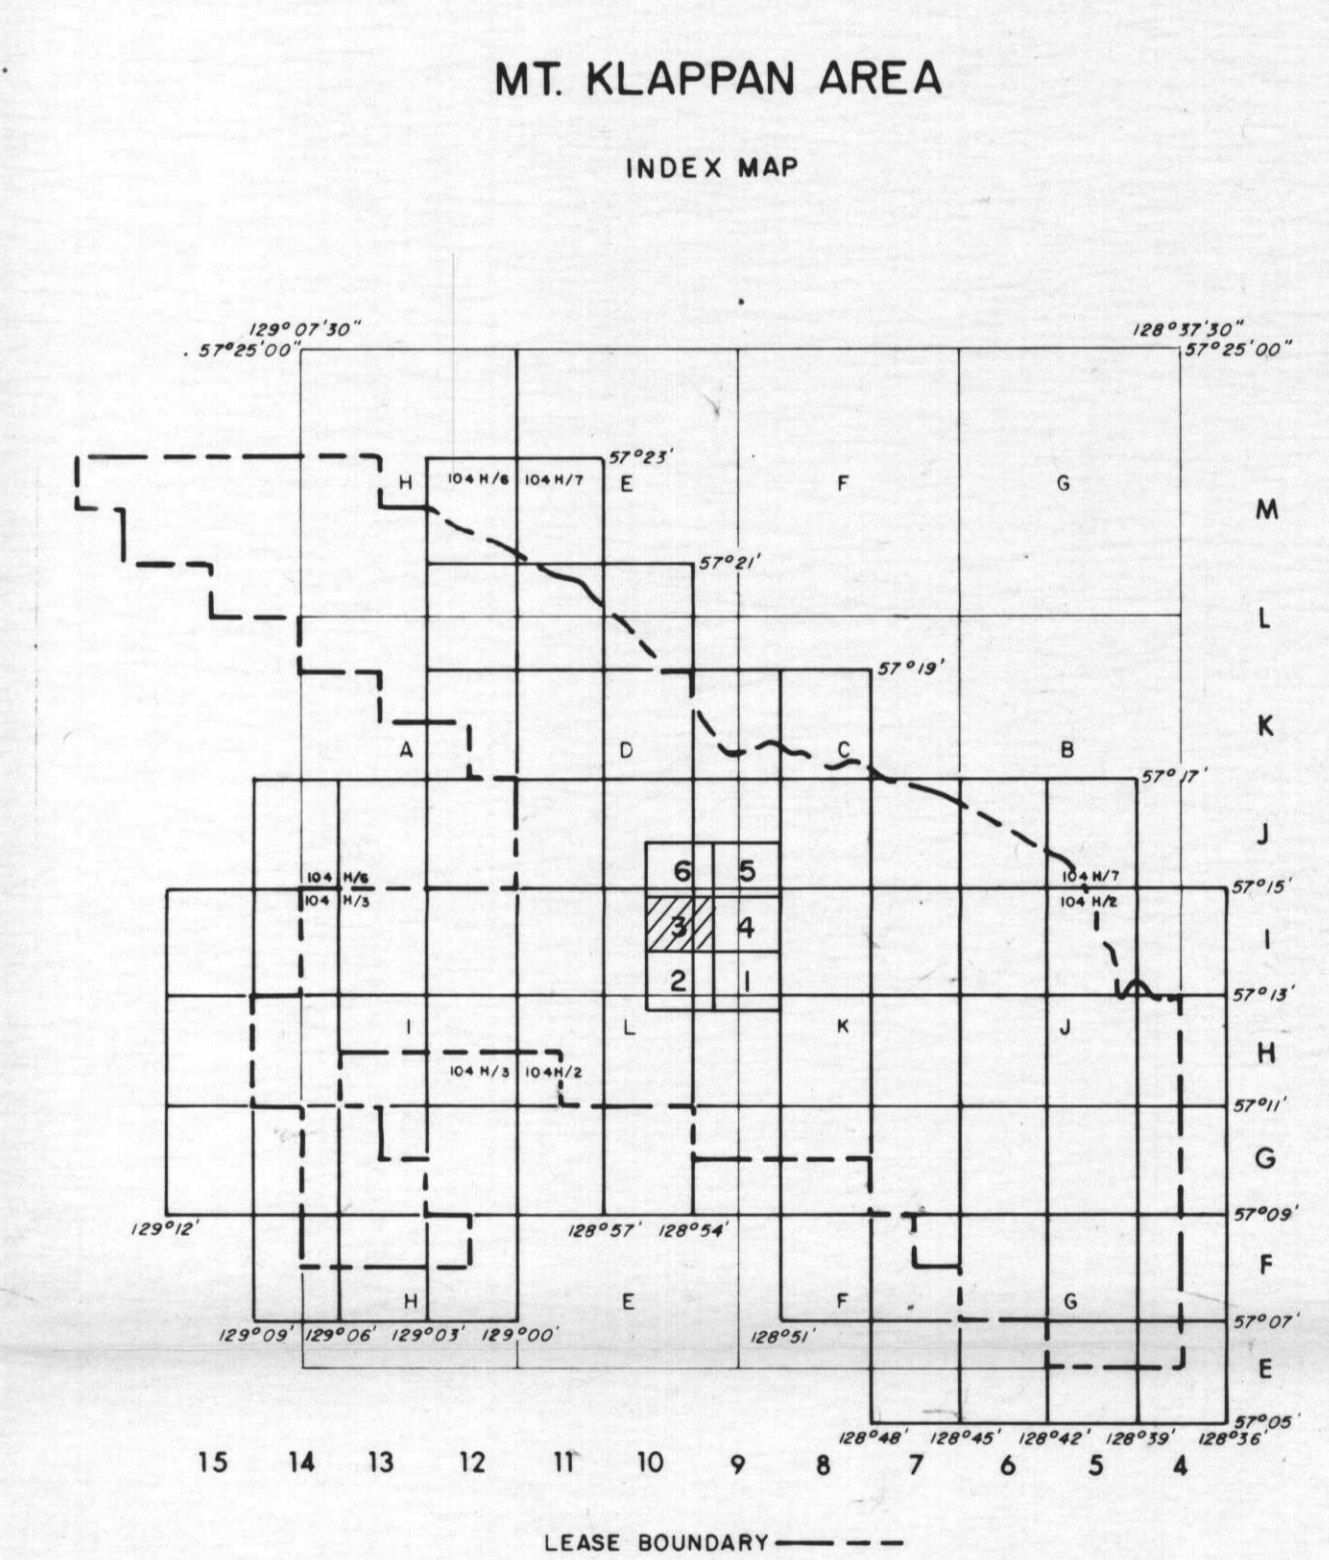 MT. KLAPPAN AREA
INDEX MAP
129° 07'30" 128°37'30"
57°25'00" 57°25'00"
57°23'
H 104 H/6 104 H/7 E F G
M
57°21'
L
57°19'
K
A D C B
57°17'
J
6 5
104 H/6 104 H/7
57°15'
104 H/3 104 H/2
3 4
I
2 1
57°13'
I L K J
H
104 H/3 104H/2
57°11'
G
57°09'
129°12' 128°57' 128°54'
F
H E F G
57°07'
129°09' 129°06' 129°03' 129°00' 128°51'
E
57°05'
128°48' 128°45' 128°42' 128°39' 128°36'
15 14 13 12 11 10 9 8 7 6 5 4
LEASE BOUNDARY